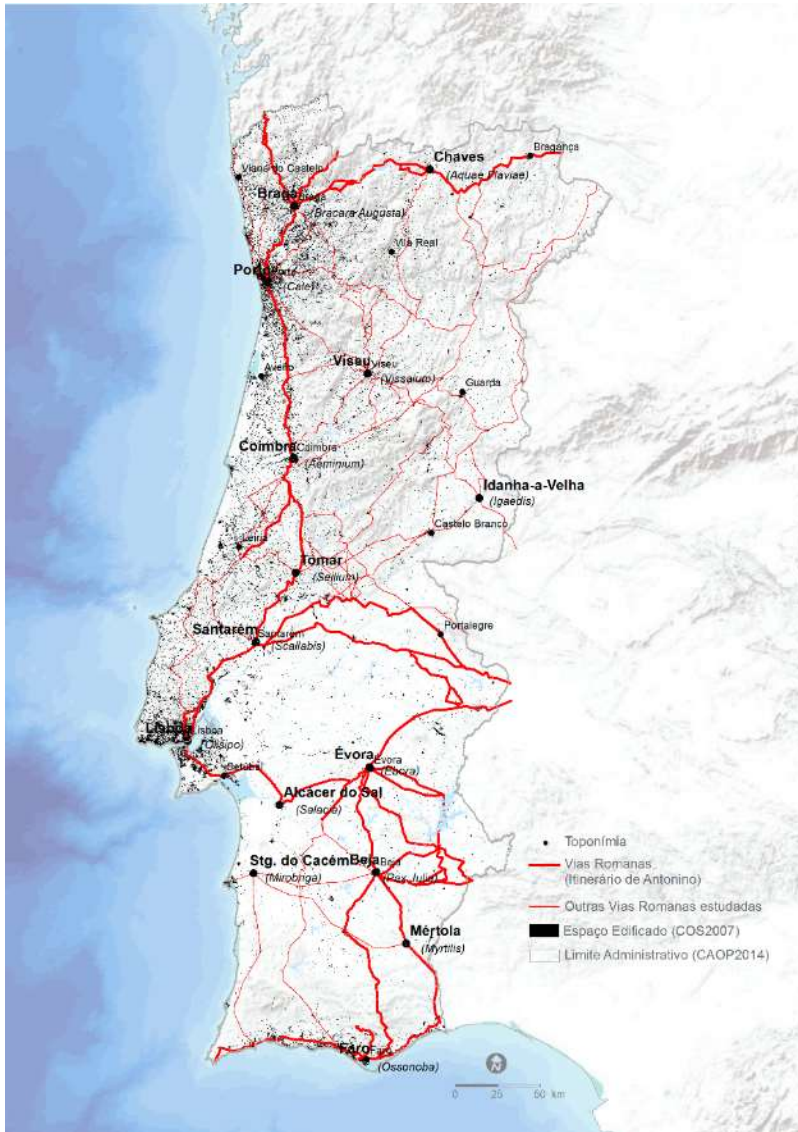 Bragança
Chaves
(Aquae Flaviae)
Viana do Castelo
Braga
Braga
(Bracara Augusta)
Vila Real
Porto
Porto
(Cale)
Viseu
Viseu
(Vissaium)
Aveiro
Guarda
Coimbra
Coimbra
(Aeminium)
Idanha-a-Velha
(Igaedis)
Castelo Branco
Leiria
Tomar
(Sellium)
Santarém
Santarém
(Scallabis)
Portalegre
Lisboa
Lisboa
(Olisipo)
Setúbal
Évora
Évora
(Ebora)
Alcácer do Sal
(Salacia)
Stg. do Cacém
(Mirobriga)
Beja
Beja
(Pax Julia)
Mértola
(Myrtilis)
Faro
Faro
(Ossonoba)
Toponímia
Vias Romanas
(Itinerário de Antonino)
Outras Vias Romanas estudadas
Espaço Edificado (COS2007)
Limite Administrativo (CAOP2014)
N
0 25 50 km